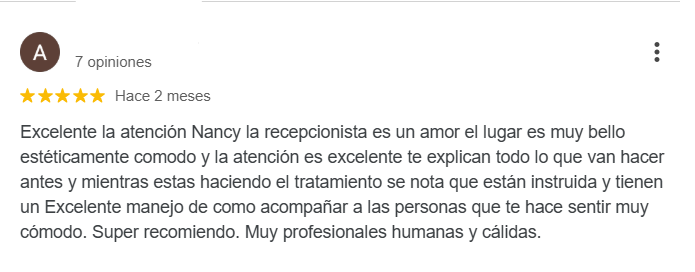 A
7 opiniones
Hace 2 meses
Excelente la atención Nancy la recepcionista es un amor el lugar es muy bello
estéticamente comodo y la atención es excelente te explican todo lo que van hacer
antes y mientras estas haciendo el tratamiento se nota que están instruida y tienen
un Excelente manejo de como acompañar a las personas que te hace sentir muy
cómodo. Super recomiendo. Muy profesionales humanas y cálidas.